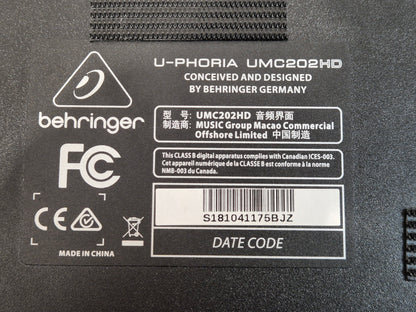 U-PHORIA UMC202HD
CONCEIVED AND DESIGNED
BY BEHRINGER GERMANY
behringer
型 号: UMC202HD 音频界面
制造商: MUSIC Group Macao Commercial
Offshore Limited 中国制造
FC
This CLASS B digital apparatus complies with Canadian ICES-003.
Cet appareil numérique de la CLASSE B est conforme à la norme
NMB-003 du Canada.
CE
S181041175BJZ
MADE IN CHINA
DATE CODE